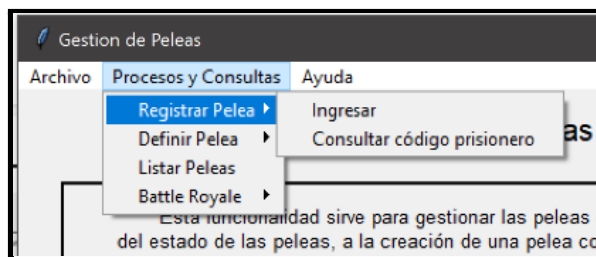 Gestion de Peleas
Archivo Procesos y Consultas Ayuda
Registrar Pelea Ingresar
Definir Pelea Consultar código prisionero as
Listar Peleas
Battle Royale
Esta funcionalidad sirve para gestionar las peleas
del estado de las peleas, a la creación de una pelea co